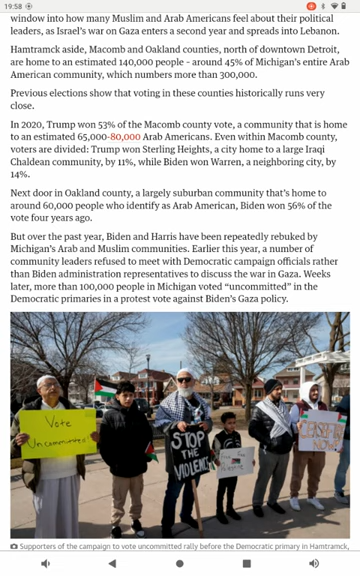 19:58
window into how many Muslim and Arab Americans feel about their political
leaders, as Israel's war on Gaza enters a second year and spreads into Lebanon.
Hamtramck aside, Macomb and Oakland counties, north of downtown Detroit,
are home to an estimated 140,000 people – around 45% of Michigan's entire Arab
American community, which numbers more than 300,000.
Previous elections show that voting in these counties historically runs very
close.
In 2020, Trump won 53% of the Macomb county vote, a community that is home
to an estimated 65,000-80,000 Arab Americans. Even within Macomb county,
voters are divided: Trump won Sterling Heights, a city home to a large Iraqi
Chaldean community, by 11%, while Biden won Warren, a neighboring city, by
14%.
Next door in Oakland county, a largely suburban community that's home to
around 60,000 people who identify as Arab American, Biden won 56% of the
vote four years ago.
But over the past year, Biden and Harris have been repeatedly rebuked by
Michigan's Arab and Muslim communities. Earlier this year, a number of
community leaders refused to meet with Democratic campaign officials rather
than Biden administration representatives to discuss the war in Gaza. Weeks
later, more than 100,000 people in Michigan voted "uncommitted" in the
Democratic primaries in a protest vote against Biden's Gaza policy.
Vote
Uncommitted
STOP
THE
VIOLENCE
Free
Palestine
CEASEFIRE
NOW
Supporters of the campaign to vote uncommitted rally before the Democratic primary in Hamtramck,